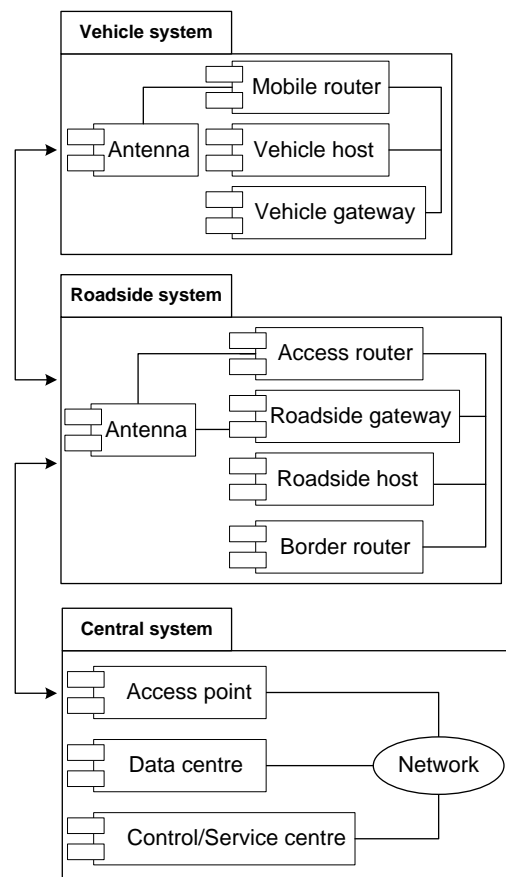 Vehicle system
Mobile router
Antenna
Vehicle host
Vehicle gateway
Roadside system
Access router
Antenna
Roadside gateway
Roadside host
Border router
Central system
Access point
Data centre
Network
Control/Service centre